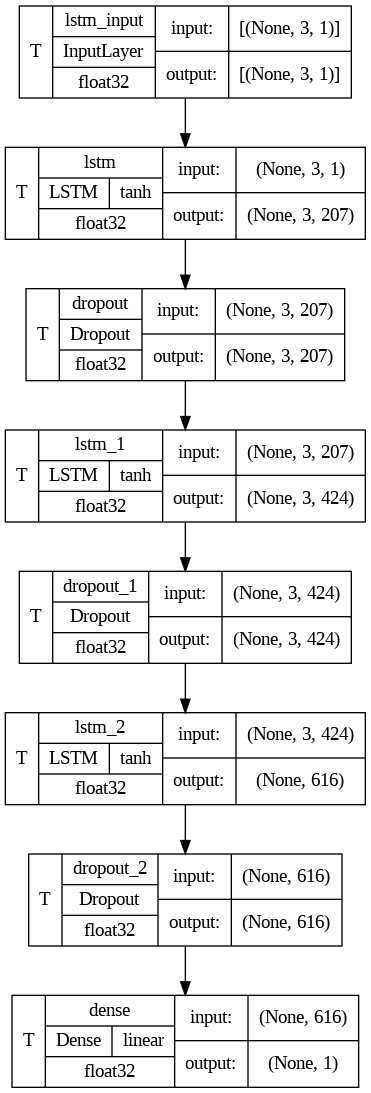 T lstm_input input: [(None, 3, 1)]
InputLayer
float32 output: [(None, 3, 1)]
T lstm input: (None, 3, 1)
LSTM tanh
float32 output: (None, 3, 207)
T dropout input: (None, 3, 207)
Dropout
float32 output: (None, 3, 207)
T lstm_1 input: (None, 3, 207)
LSTM tanh
float32 output: (None, 3, 424)
T dropout_1 input: (None, 3, 424)
Dropout
float32 output: (None, 3, 424)
T lstm_2 input: (None, 3, 424)
LSTM tanh
float32 output: (None, 616)
T dropout_2 input: (None, 616)
Dropout
float32 output: (None, 616)
T dense input: (None, 616)
Dense linear
float32 output: (None, 1)